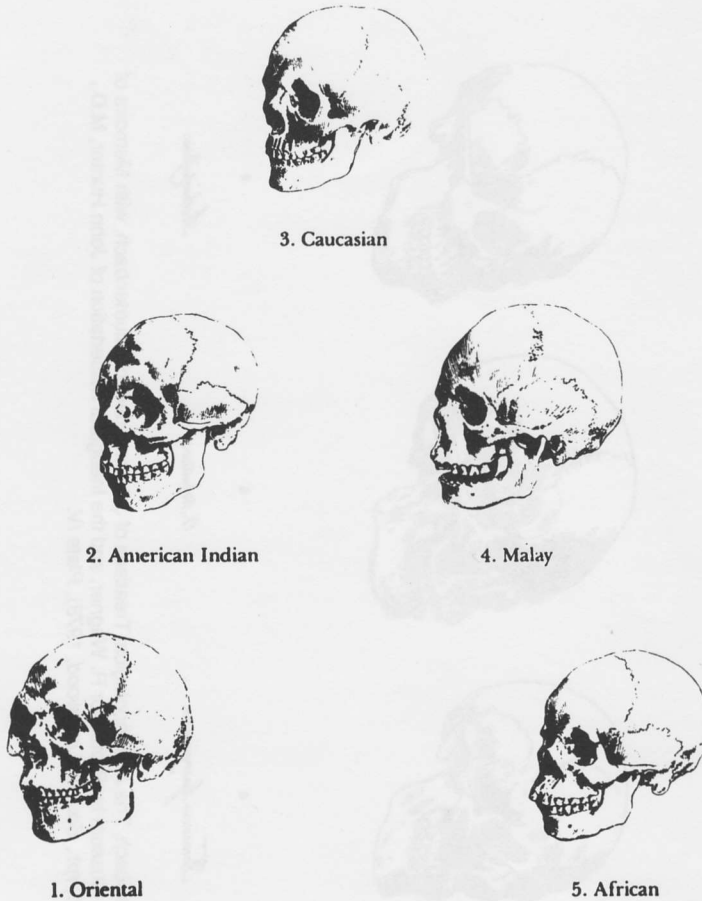 3. Caucasian
2. American Indian
4. Malay
1. Oriental
5. African